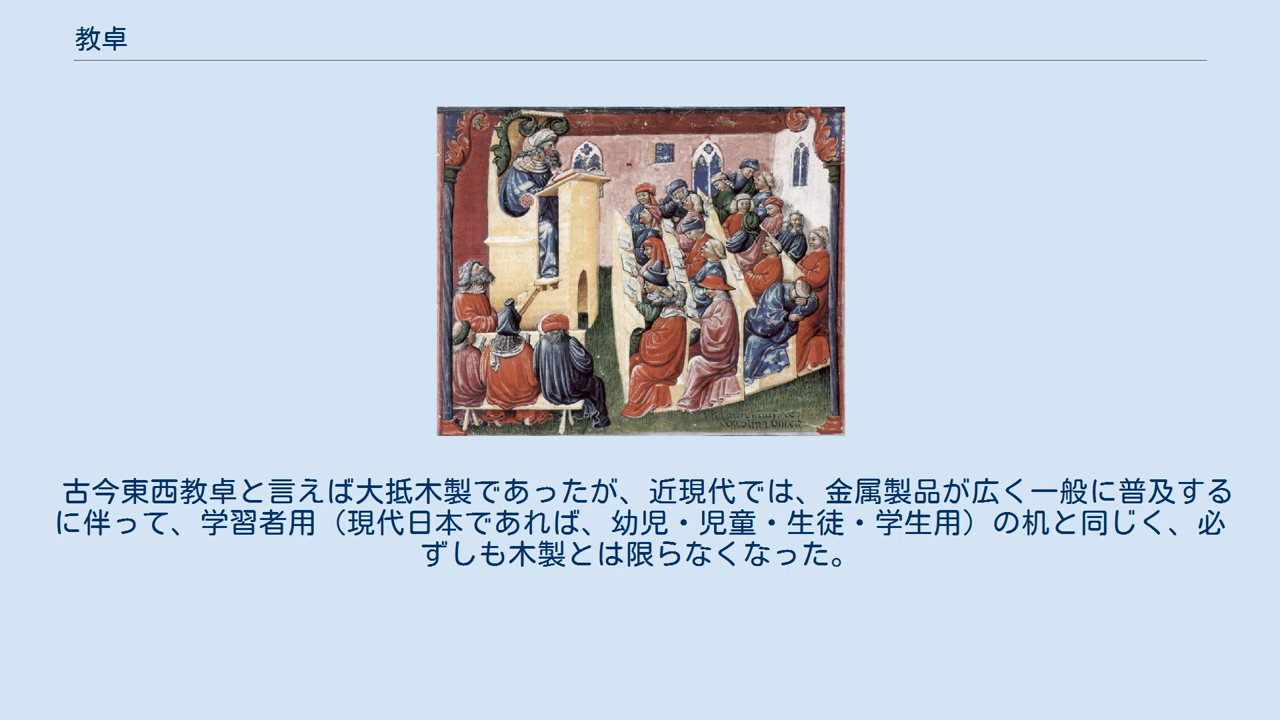 教卓
古今東西教卓と言えば大抵木製であったが、近現代では、金属製品が広く一般に普及する
に伴って、学習者用（現代日本であれば、幼児・児童・生徒・学生用）の机と同じく、必
ずしも木製とは限らなくなった。